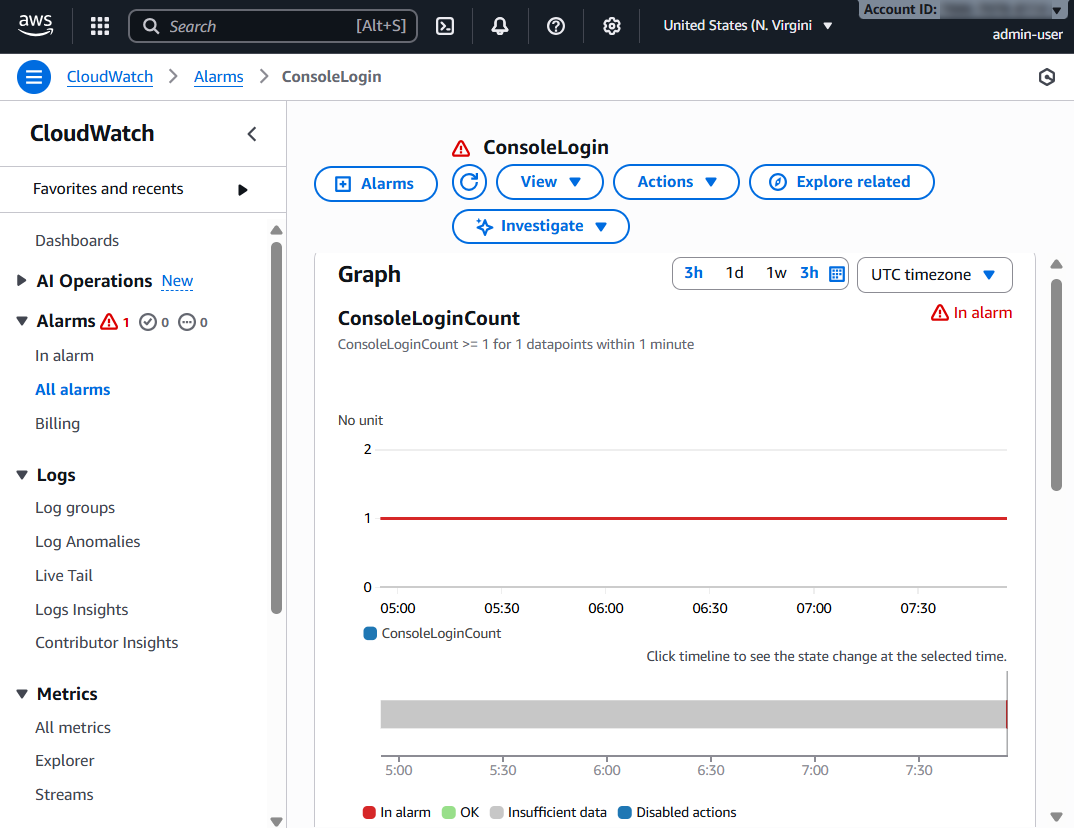 aws
Search [Alt+S]
United States (N. Virgini
Account ID:
admin-user
CloudWatch
Alarms
ConsoleLogin
CloudWatch
Favorites and recents
Dashboards
AI Operations New
Alarms 1 0 0
In alarm
All alarms
Billing
Logs
Log groups
Log Anomalies
Live Tail
Logs Insights
Contributor Insights
Metrics
All metrics
Explorer
Streams
ConsoleLogin
Alarms
View
Actions
Explore related
Investigate
Graph
3h 1d 1w 3h
UTC timezone
ConsoleLoginCount
In alarm
ConsoleLoginCount >= 1 for 1 datapoints within 1 minute
No unit
2
1
0
05:00 05:30 06:00 06:30 07:00 07:30
ConsoleLoginCount
Click timeline to see the state change at the selected time.
5:00 5:30 6:00 6:30 7:00 7:30
In alarm OK Insufficient data Disabled actions